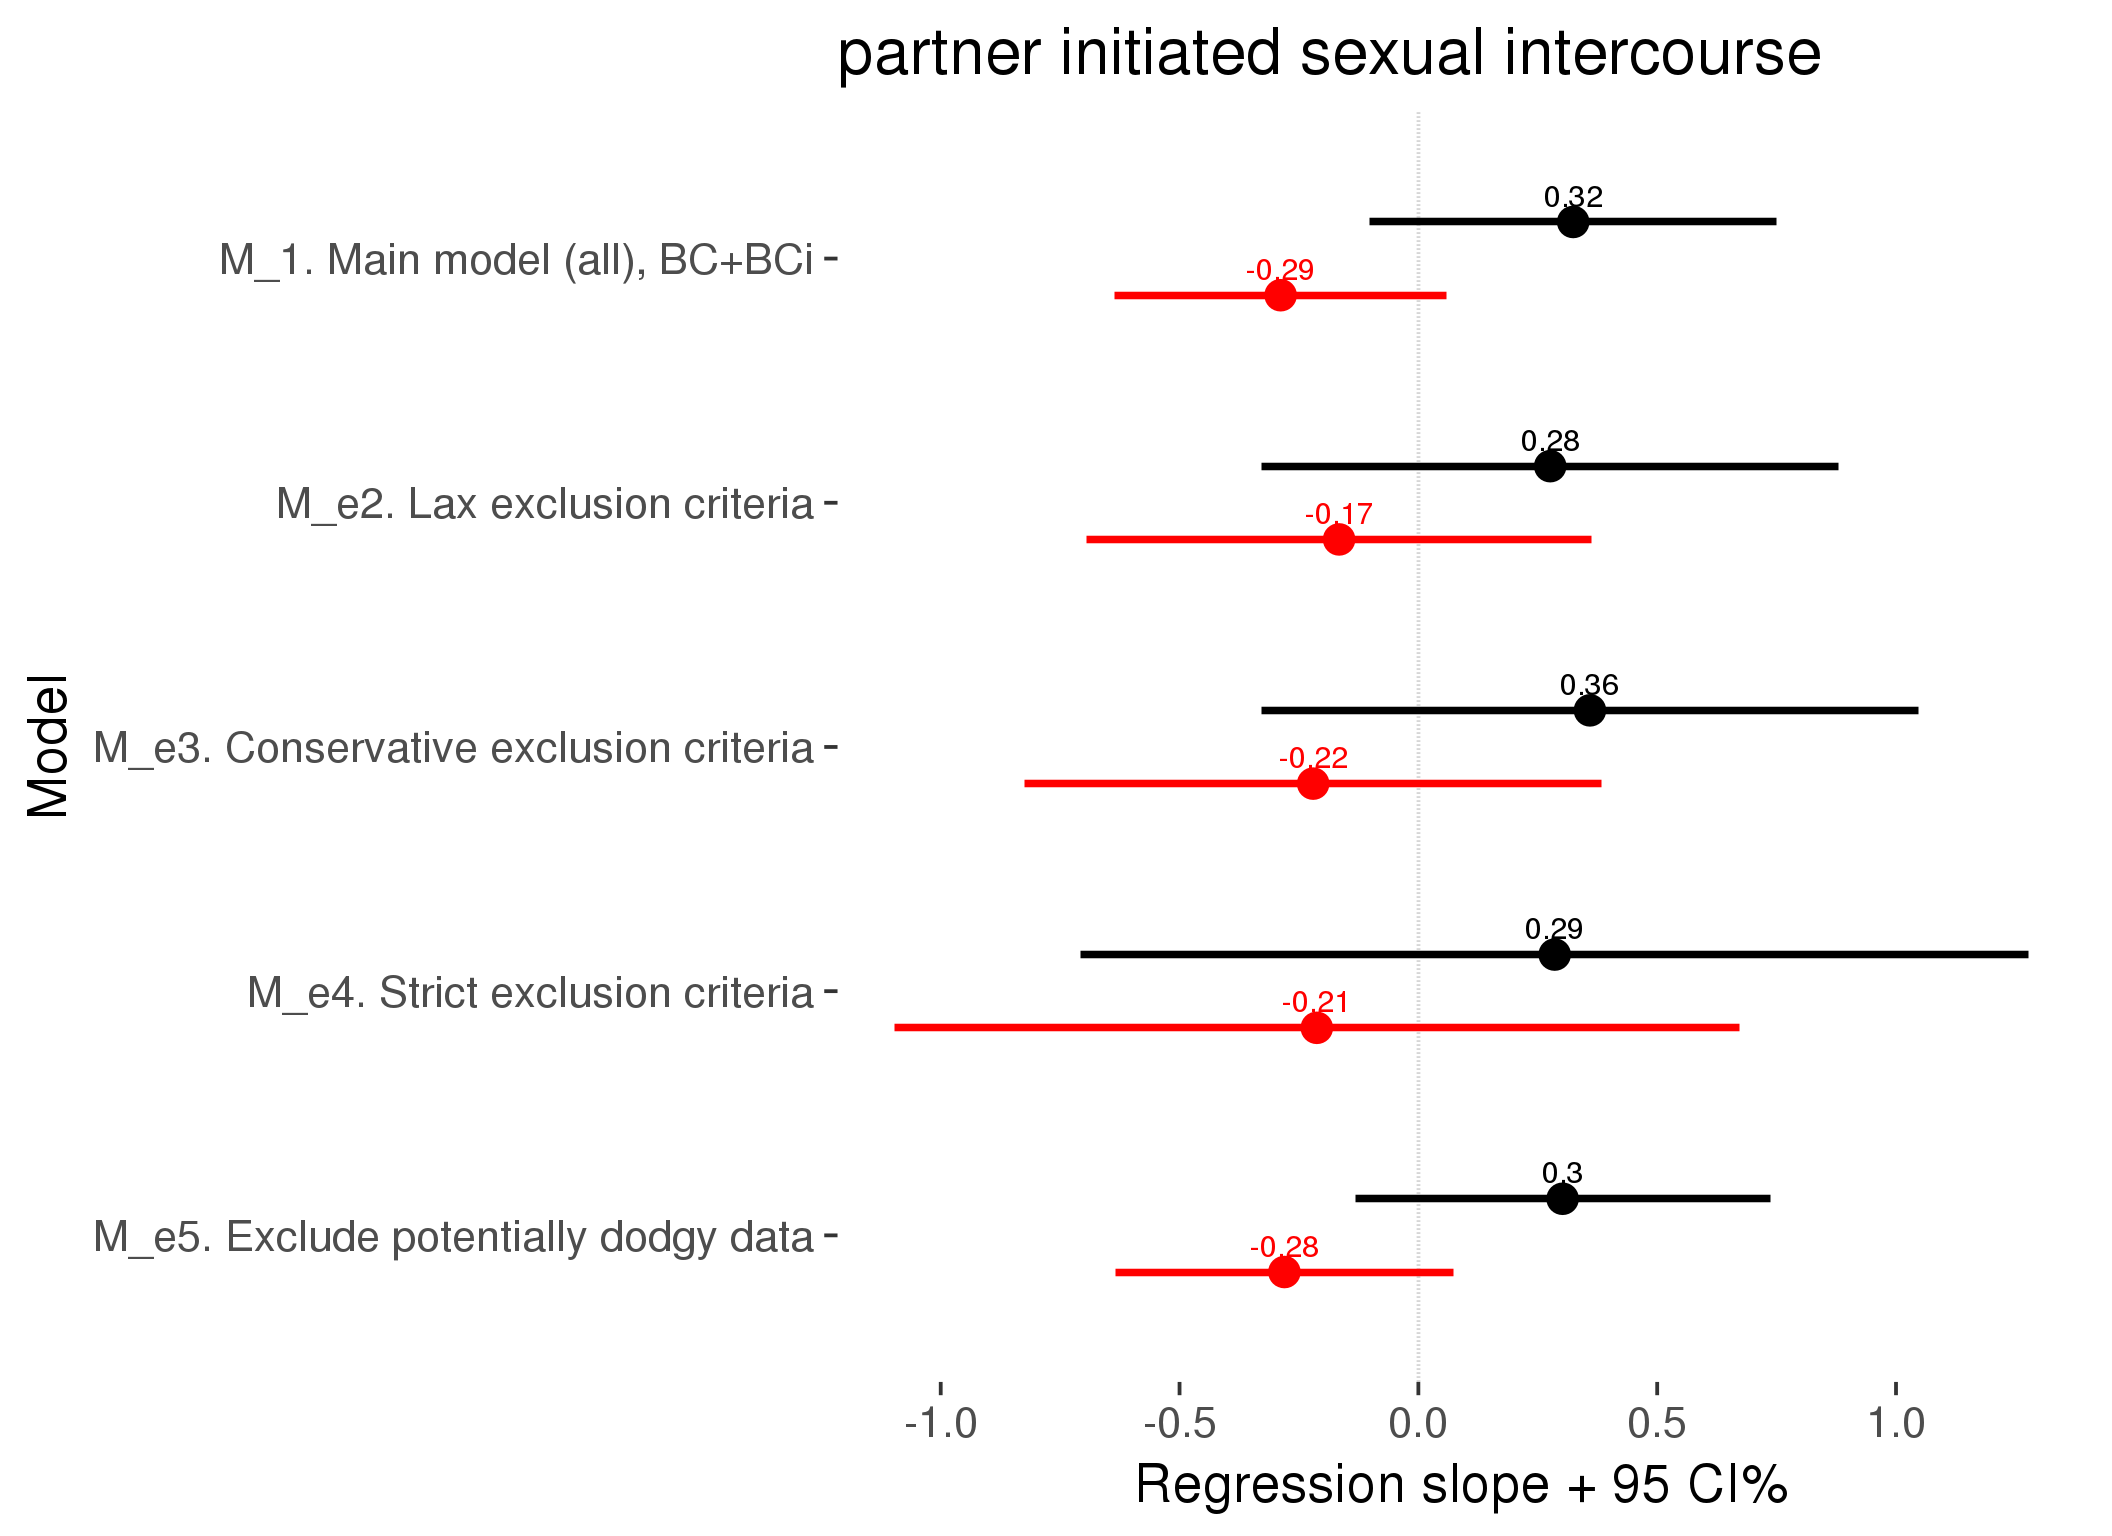 partner initiated sexual intercourse
0.32
M_1. Main model (all), BC+BCi
-0.29
0.28
M_e2. Lax exclusion criteria
-0.17
0.36
M_e3. Conservative exclusion criteria
-0.22
Model
0.29
M_e4. Strict exclusion criteria
-0.21
0.3
M_e5. Exclude potentially dodgy data
-0.28
-1.0 -0.5 0.0 0.5 1.0
Regression slope + 95 CI%